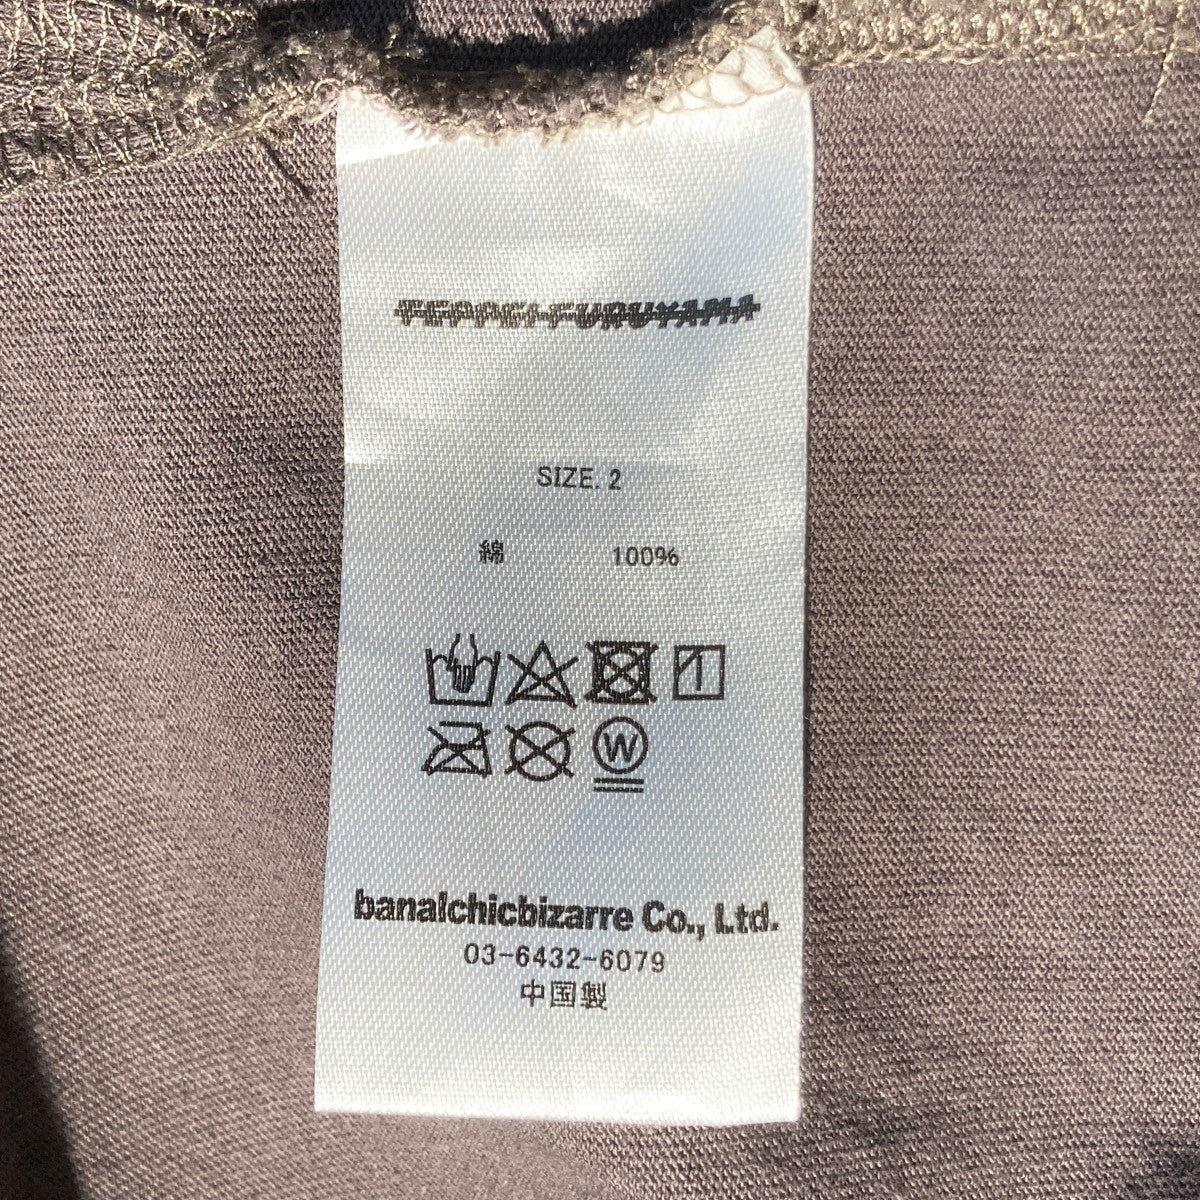 TEPPEI FURUYAMA
SIZE. 2
綿 100%
W
banalchicbizarre Co., Ltd.
03-6432-6079
中国製